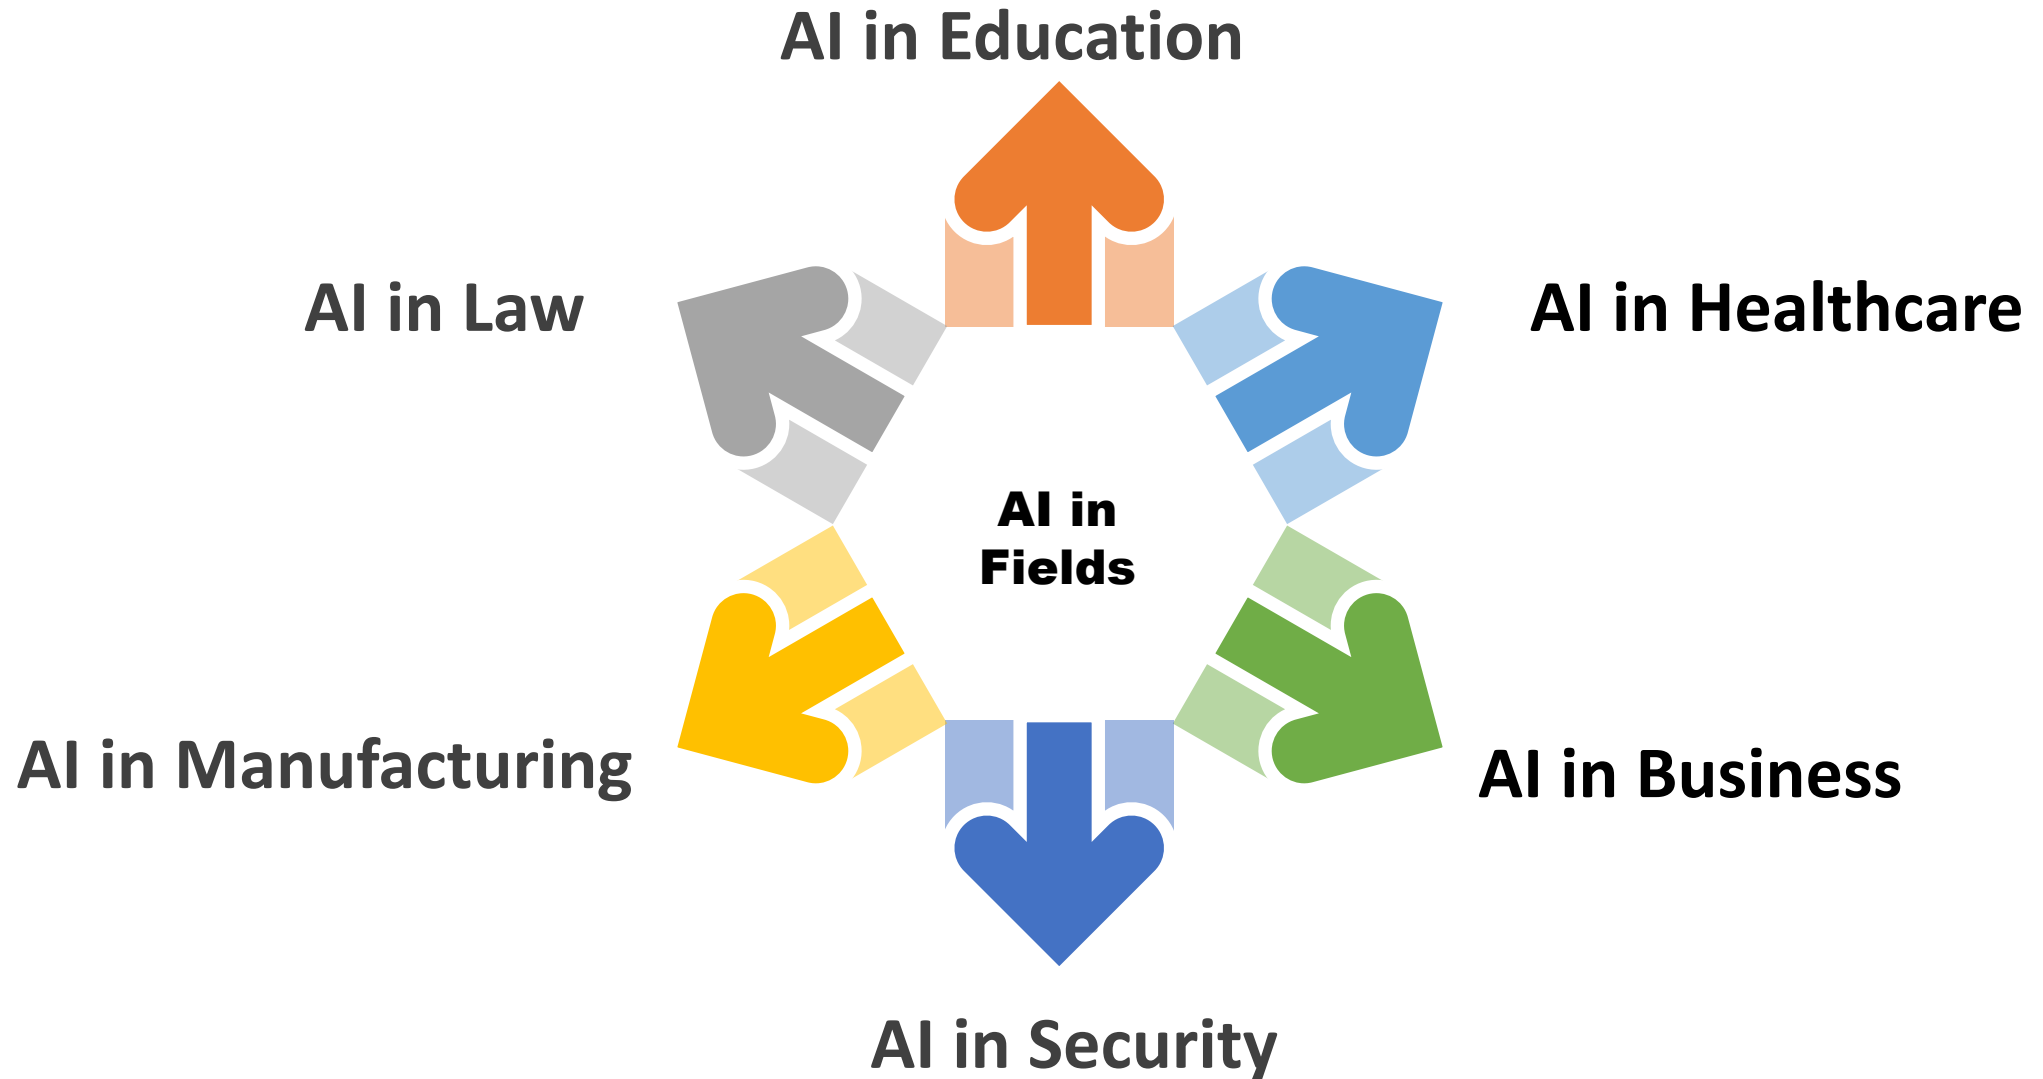 AI in Education
AI in Law
AI in Healthcare
AI in
Fields
AI in Manufacturing
AI in Business
AI in Security